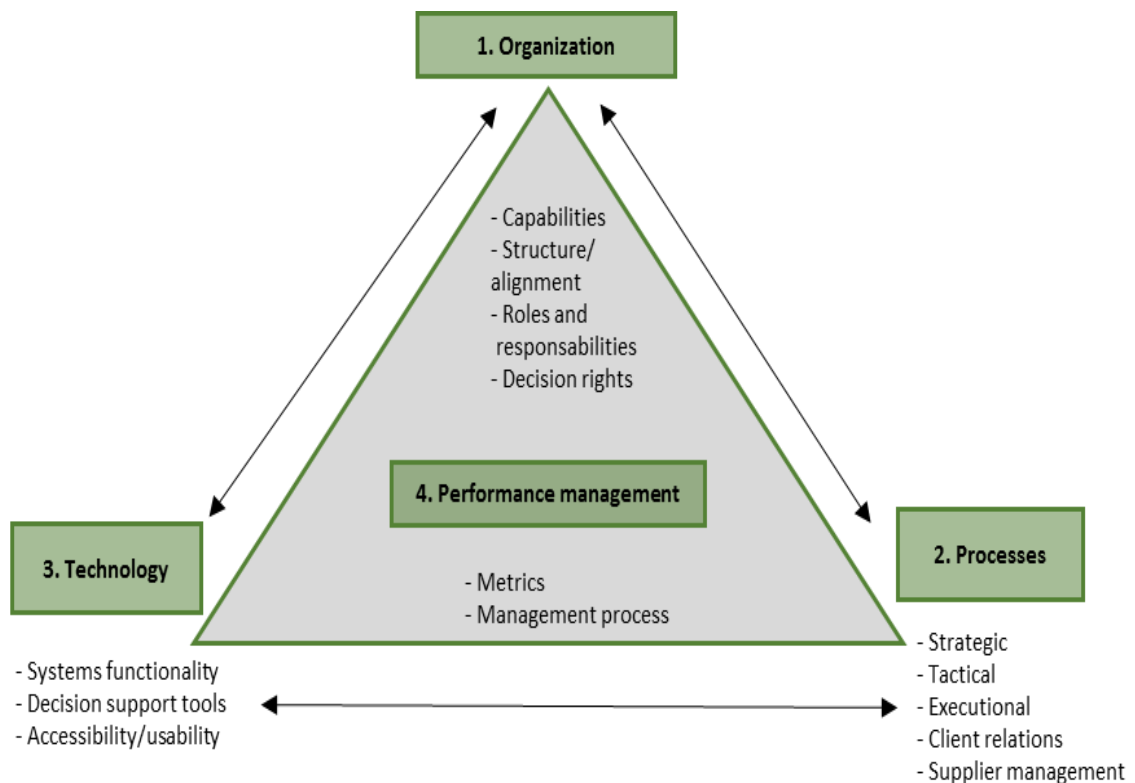 1. Organization
- Capabilities
- Structure/
alignment
- Roles and
responsabilities
- Decision rights
4. Performance management
- Metrics
- Management process
3. Technology
- Systems functionality
- Decision support tools
- Accessibility/usability
2. Processes
- Strategic
- Tactical
- Executional
- Client relations
- Supplier management